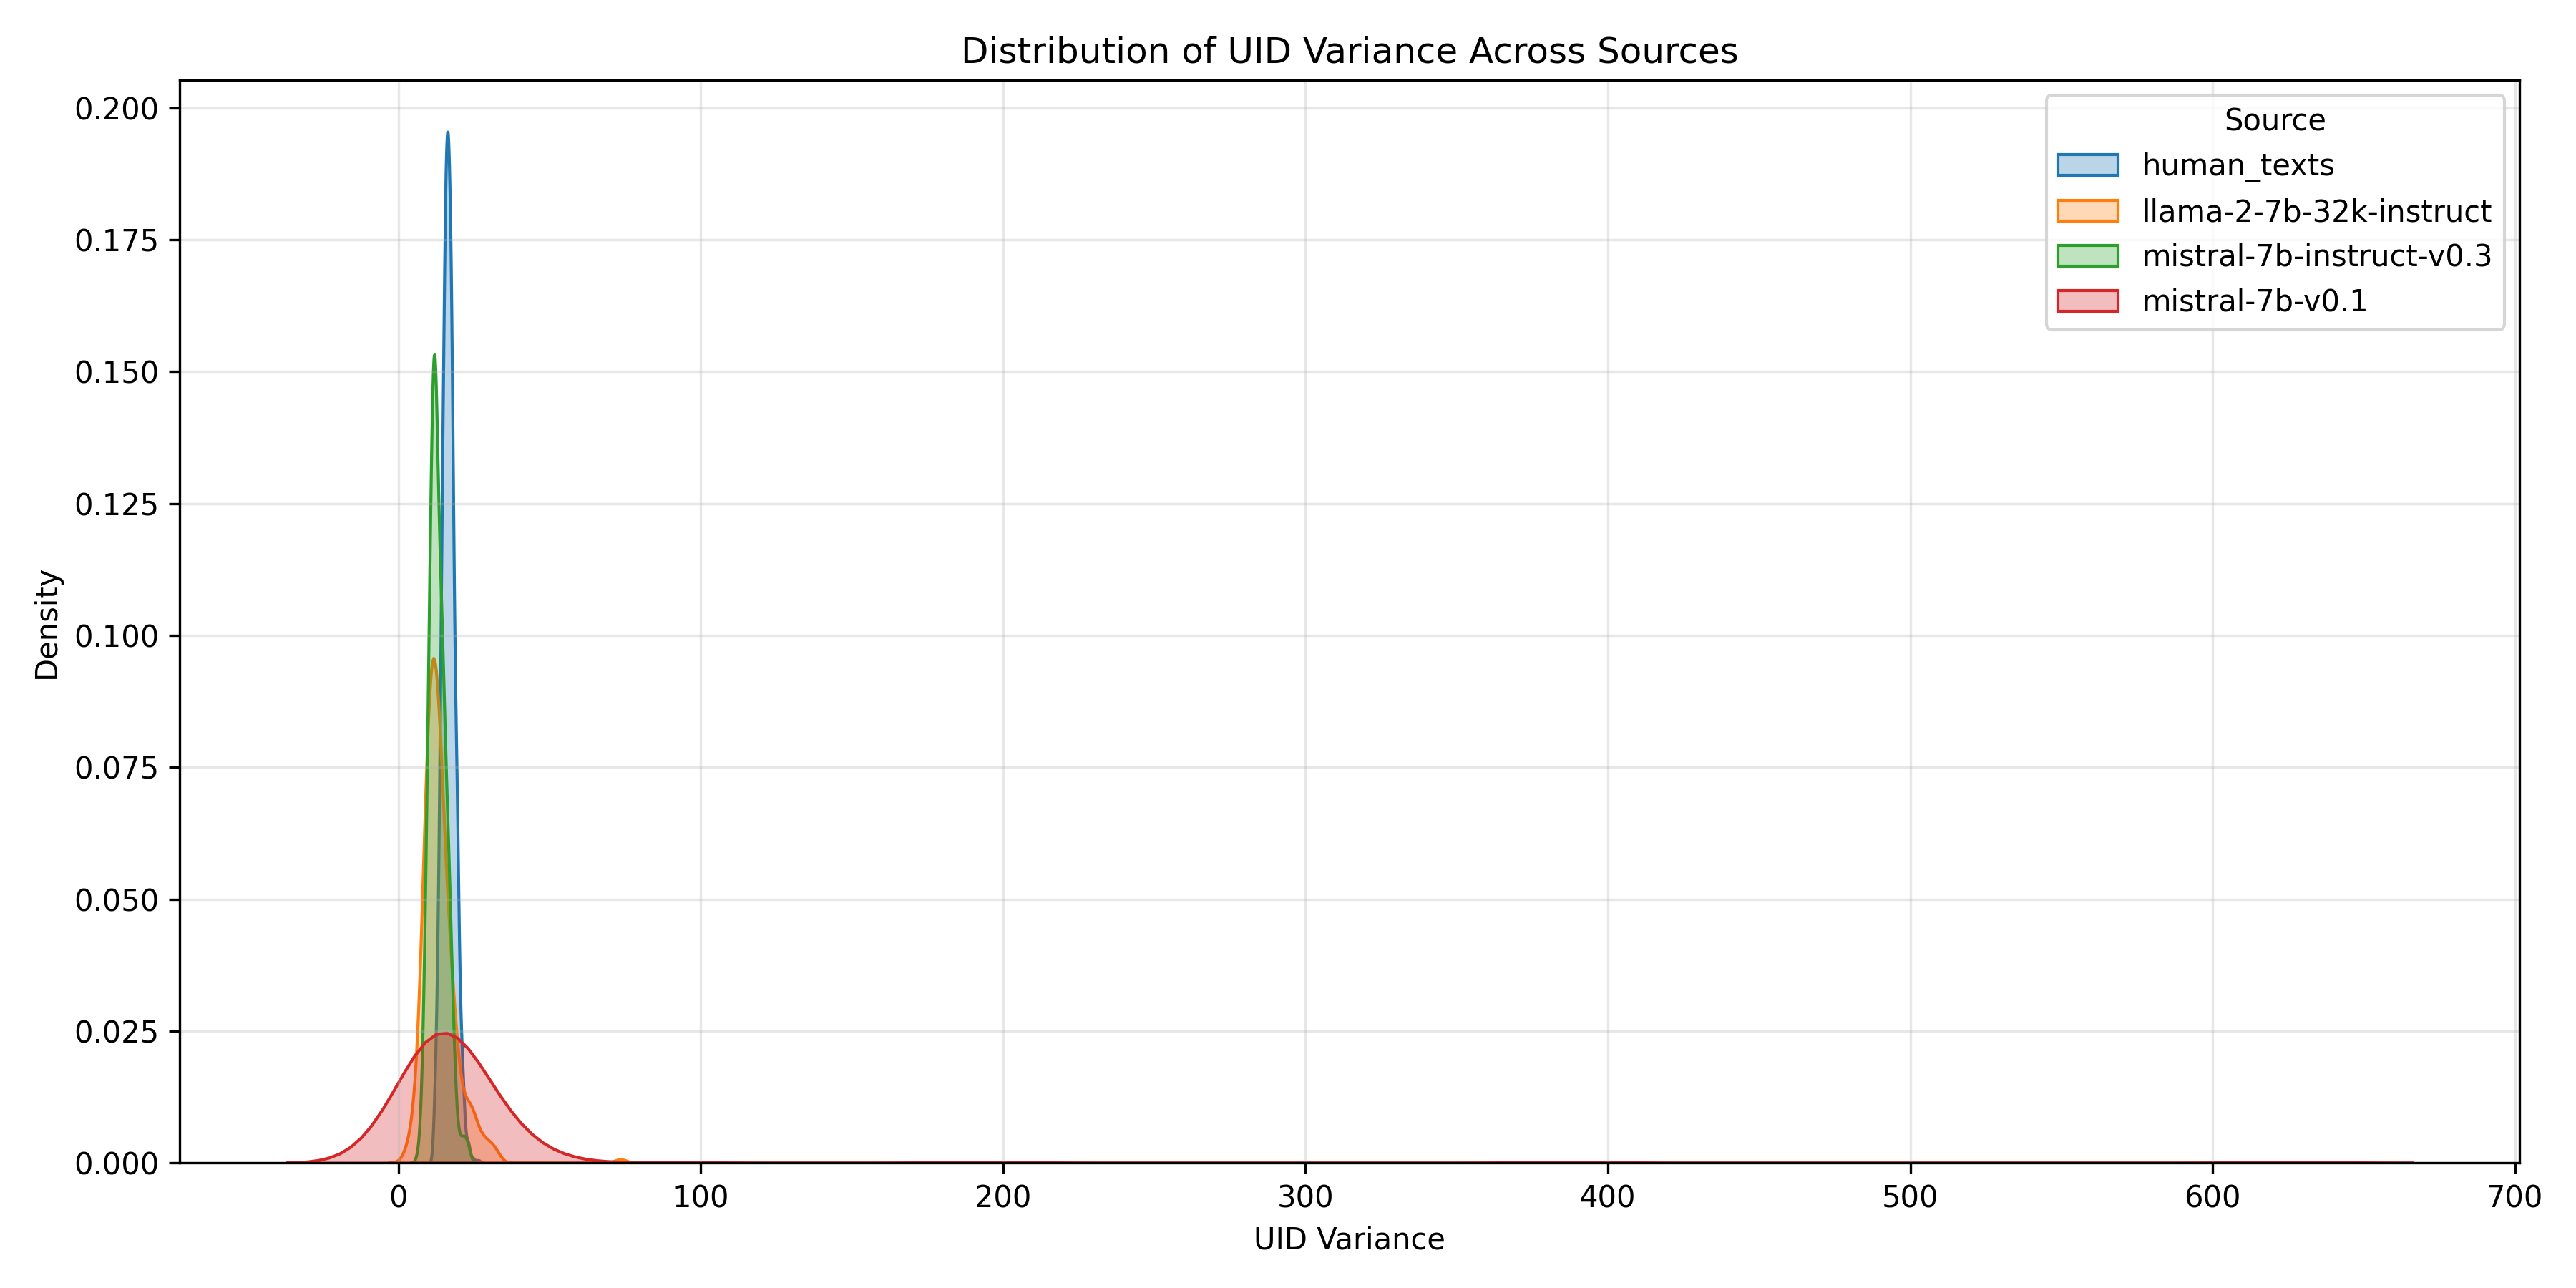 Distribution of UID Variance Across Sources
Source
human_texts
llama-2-7b-32k-instruct
mistral-7b-instruct-v0.3
mistral-7b-v0.1
Density
0.200
0.175
0.150
0.125
0.100
0.075
0.050
0.025
0.000
0 100 200 300 400 500 600 700
UID Variance